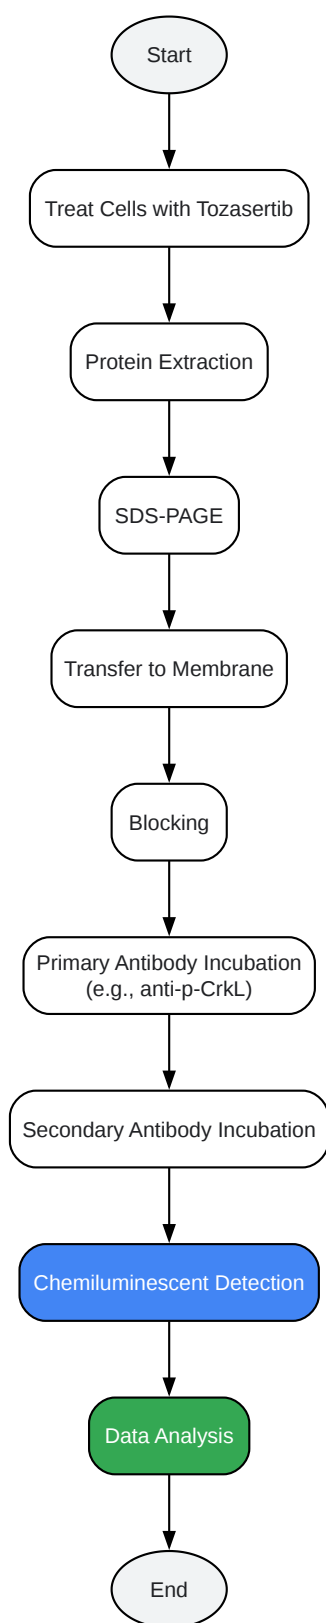 Start
Treat Cells with Tozasertib
Protein Extraction
SDS-PAGE
Transfer to Membrane
Blocking
Primary Antibody Incubation
(e.g., anti-p-CrkL)
Secondary Antibody Incubation
Chemiluminescent Detection
Data Analysis
End